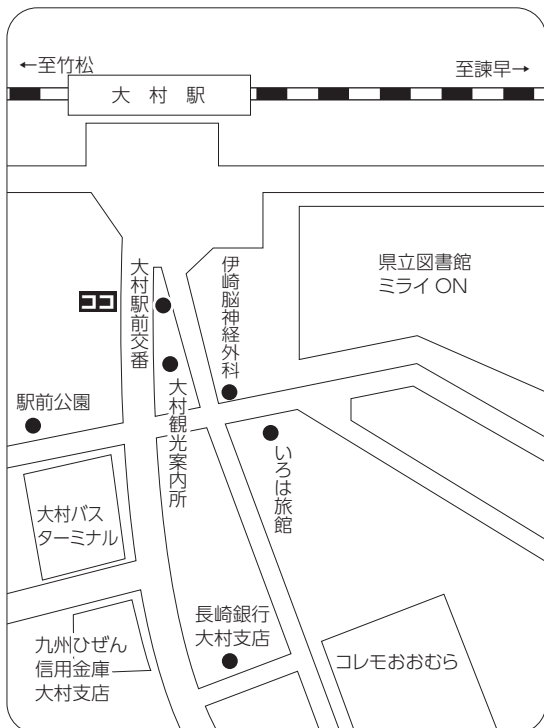 ←至竹松
至諫早→
大村駅
大村駅前交番
伊崎脳神経外科
県立図書館
ミライON
ココ
駅前公園
大村観光案内所
いろは旅館
大村バス
ターミナル
長崎銀行
大村支店
九州ひぜん
信用金庫
大村支店
コレモおおむら